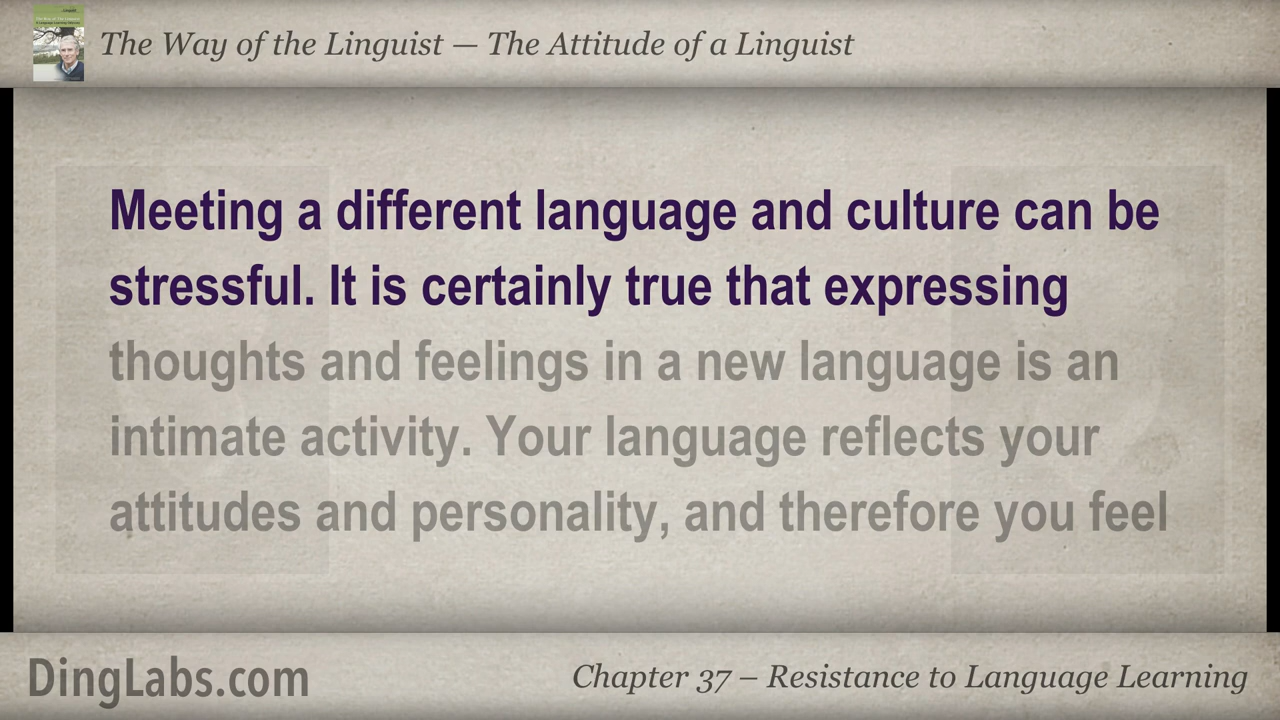 The Way of the Linguist — The Attitude of a Linguist
Meeting a different language and culture can be
stressful. It is certainly true that expressing
thoughts and feelings in a new language is an
intimate activity. Your language reflects your
attitudes and personality, and therefore you feel
DingLabs.com
Chapter 37 – Resistance to Language Learning